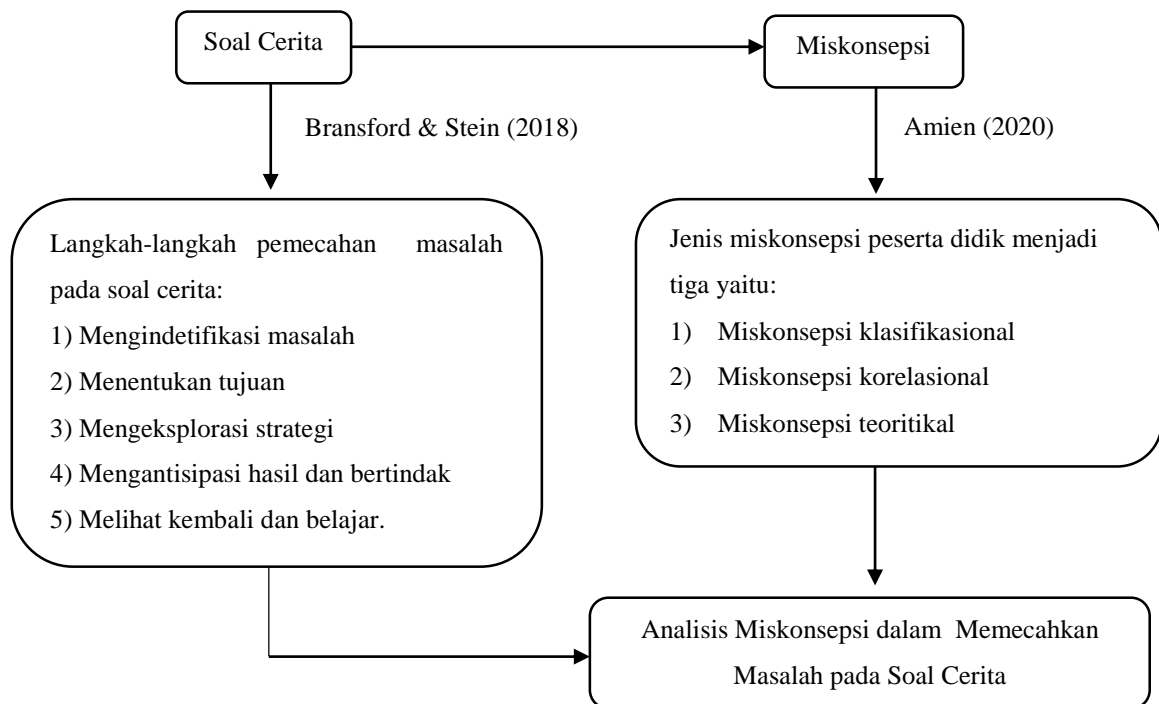 Soal Cerita
Miskonsepsi
Bransford & Stein (2018)
Amien (2020)
Langkah-langkah pemecahan masalah
pada soal cerita:
1) Mengindetifikasi masalah
2) Menentukan tujuan
3) Mengeksplorasi strategi
4) Mengantisipasi hasil dan bertindak
5) Melihat kembali dan belajar.
Jenis miskonsepsi peserta didik menjadi
tiga yaitu:
1) Miskonsepsi klasifikasional
2) Miskonsepsi korelasional
3) Miskonsepsi teoritikal
Analisis Miskonsepsi dalam Memecahkan
Masalah pada Soal Cerita